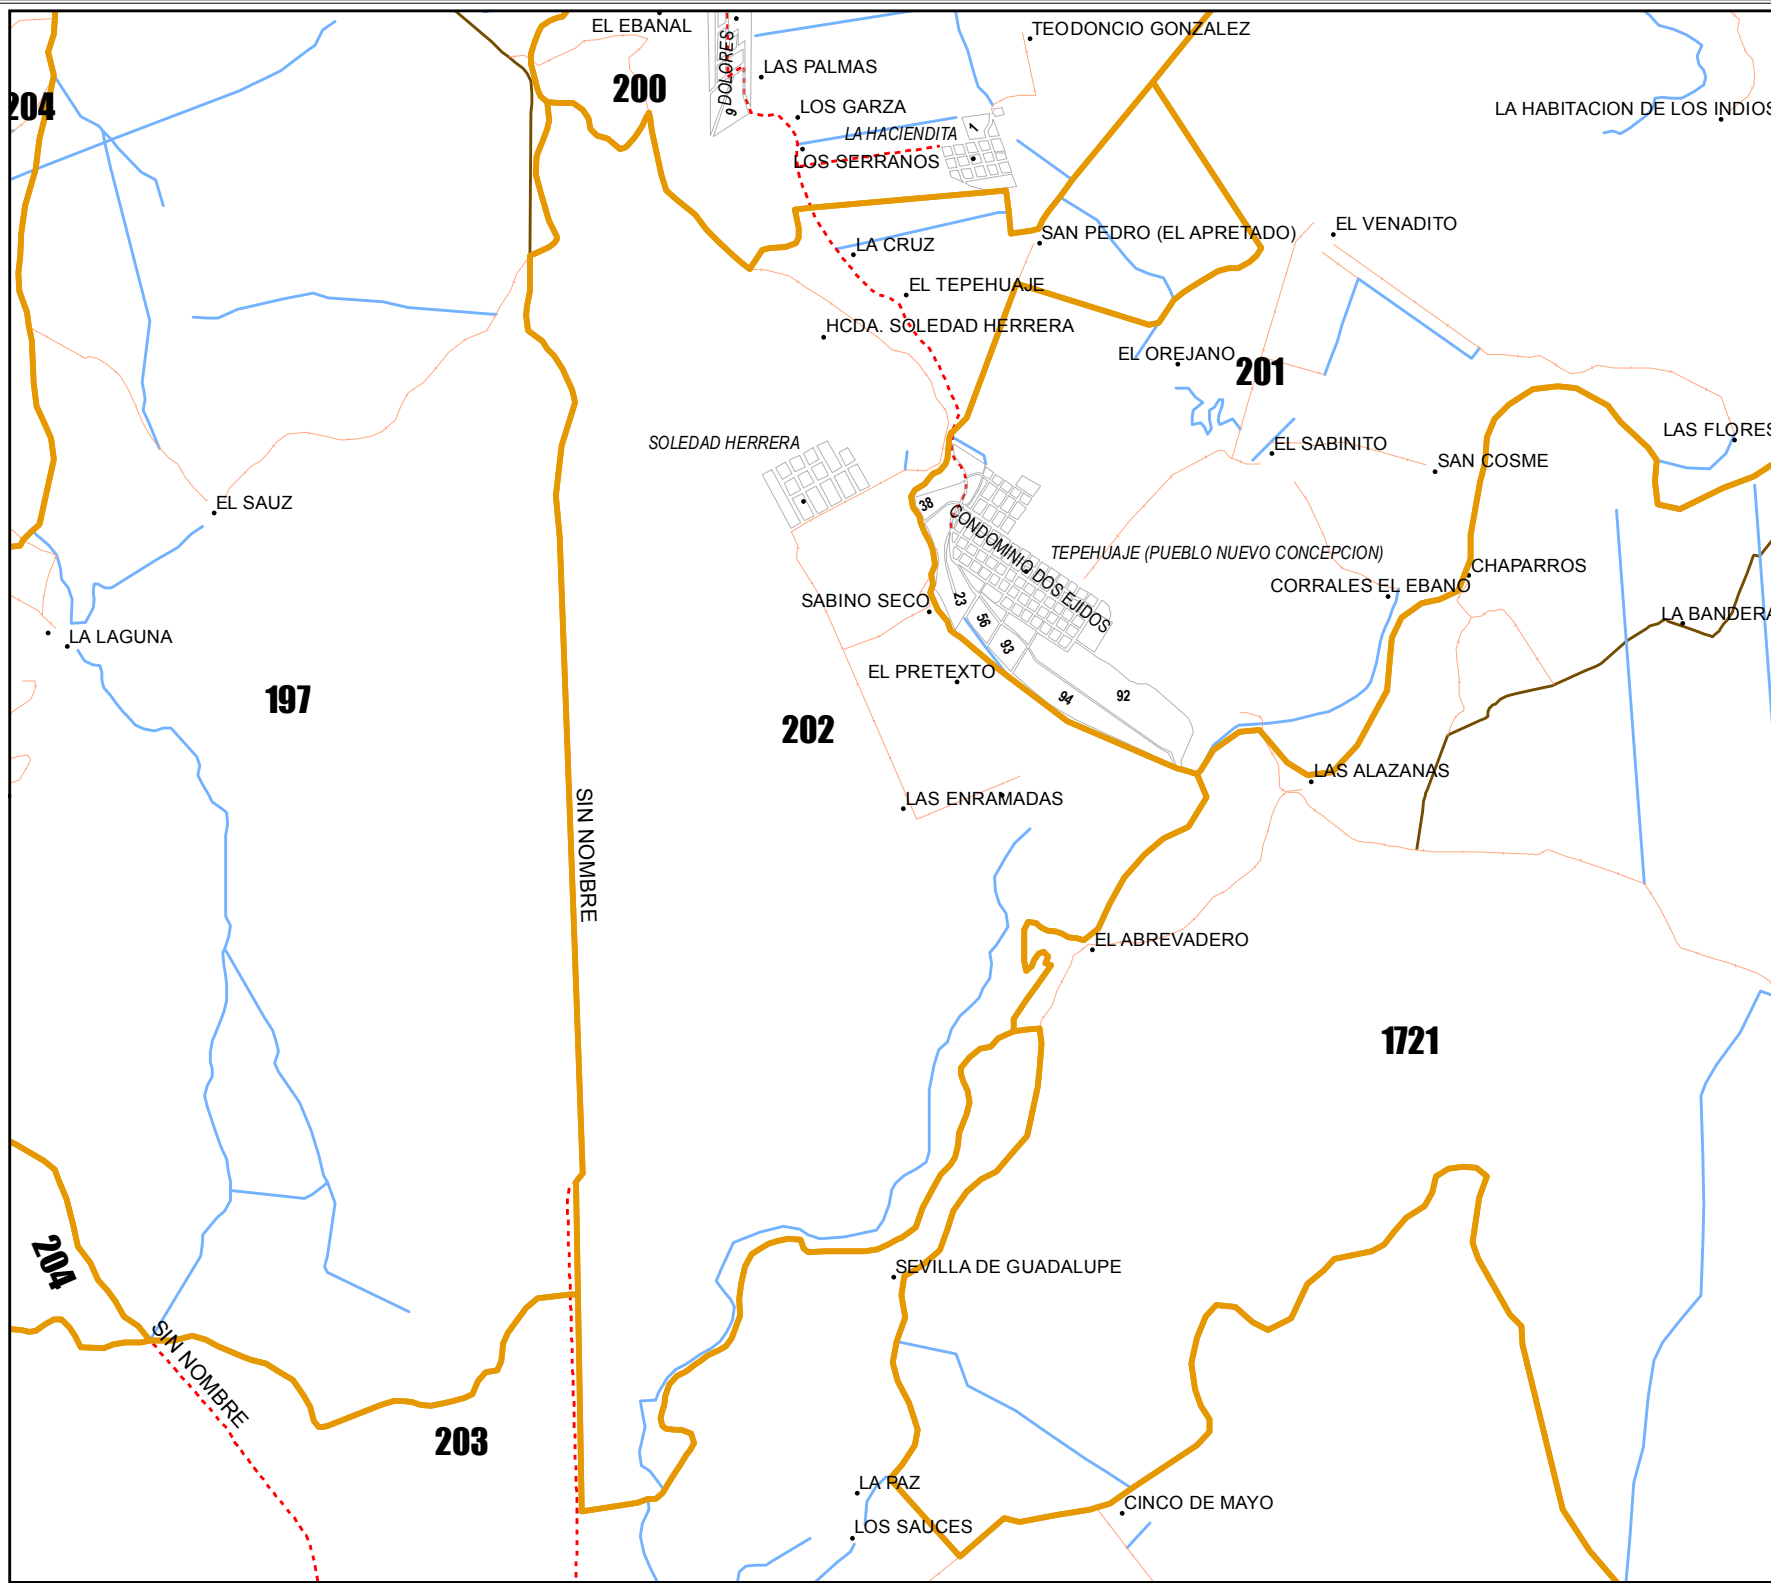 EL EBANAL
TEODONCIO GONZALEZ
9 DOLORES
LAS PALMAS
200
204
LOS GARZA
LA HABITACION DE LOS INDIOS
LA HACIENDITA
1
LOS SERRANOS
EL VENADITO
SAN PEDRO (EL APRETADO)
LA CRUZ
EL TEPEHUAJE
HCDA. SOLEDAD HERRERA
EL OREJANO
201
LAS FLORES
SOLEDAD HERRERA
EL SABINITO
SAN COSME
EL SAUZ
38
CONDOMINIO DOS EJIDOS
TEPEHUAJE (PUEBLO NUEVO CONCEPCION)
CHAPARROS
CORRALES EL EBANO
SABINO SECO
23
56
LA BANDERA
LA LAGUNA
93
EL PRETEXTO
197
94
92
202
LAS ALAZANAS
LAS ENRAMADAS
SIN NOMBRE
EL ABREVADERO
1721
204
SEVILLA DE GUADALUPE
SIN NOMBRE
203
LA PAZ
CINCO DE MAYO
LOS SAUCES